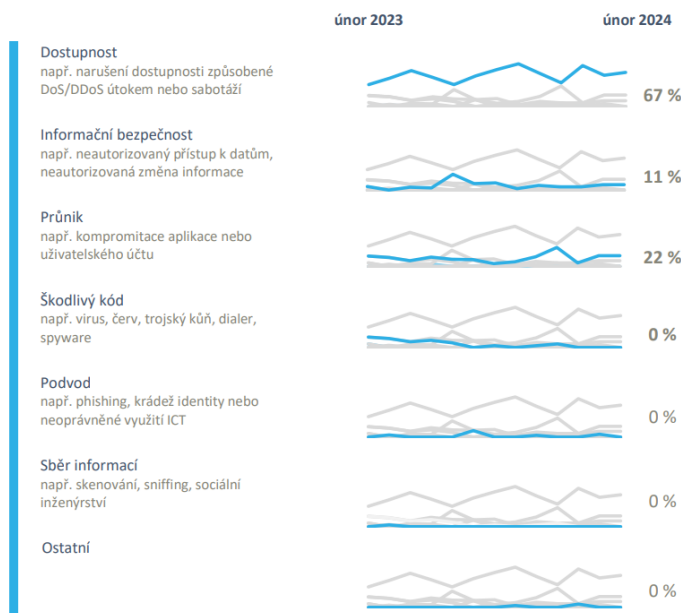 únor 2023 únor 2024
Dostupnost
např. narušení dostupnosti způsobené
DoS/DDoS útokem nebo sabotáží
67 %
Informační bezpečnost
např. neautorizovaný přístup k datům,
neautorizovaná změna informace
11 %
Průnik
např. kompromitace aplikace nebo
uživatelského účtu
22 %
Škodlivý kód
např. virus, červ, trojský kůň, dialer,
spyware
0 %
Podvod
např. phishing, krádež identity nebo
neoprávněné využití ICT
0 %
Sběr informací
např. skenování, sniffing, sociální
inženýrství
0 %
Ostatní
0 %